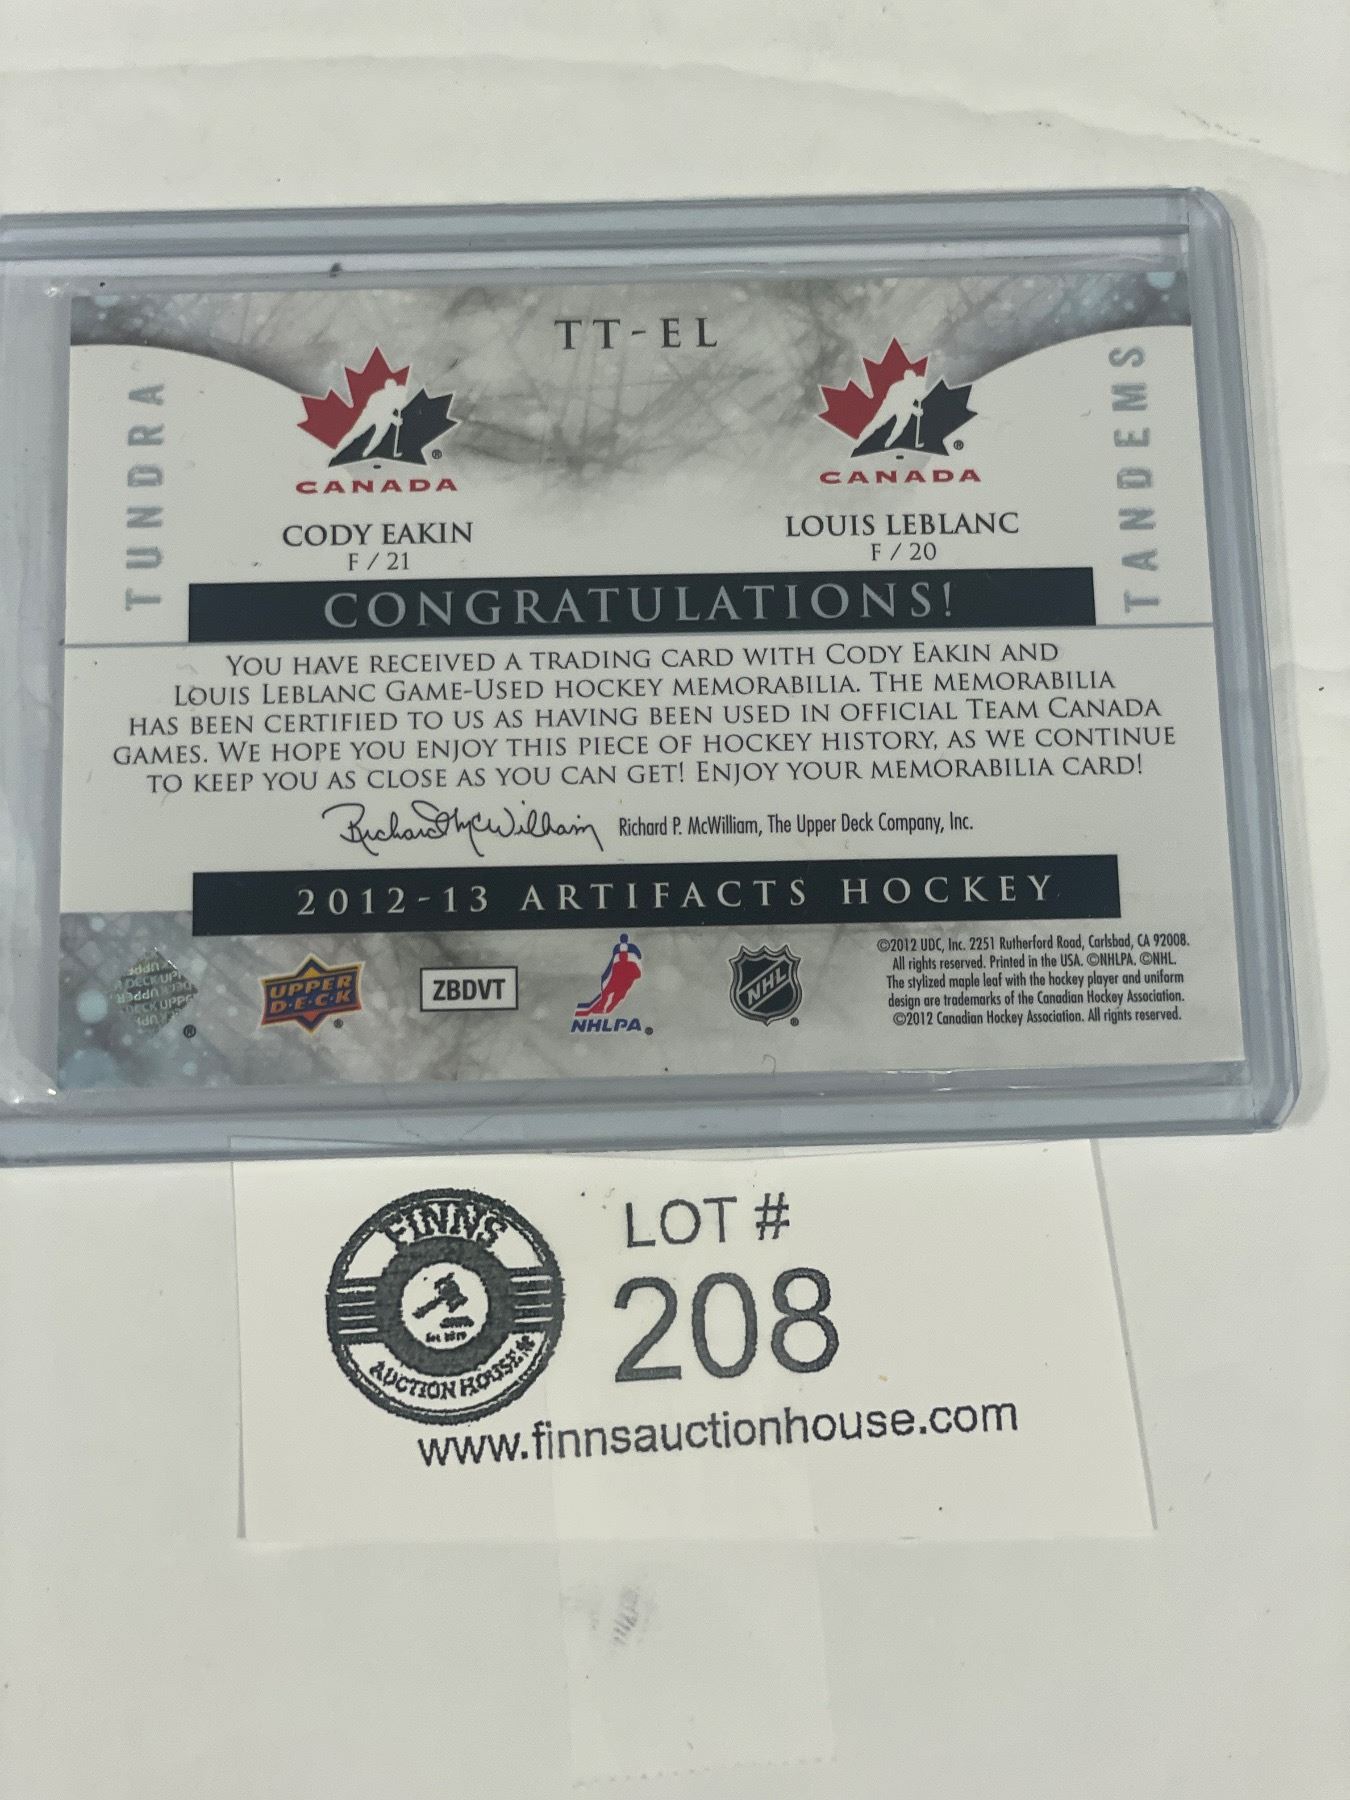 TT-EL
TUNDRA
TANDEMS
CANADA
CANADA
CODY EAKIN
F / 21
LOUIS LEBLANC
F / 20
CONGRATULATIONS!
YOU HAVE RECEIVED A TRADING CARD WITH CODY EAKIN AND
LOUIS LEBLANC GAME-USED HOCKEY MEMORABILIA. THE MEMORABILIA
HAS BEEN CERTIFIED TO US AS HAVING BEEN USED IN OFFICIAL TEAM CANADA
GAMES. WE HOPE YOU ENJOY THIS PIECE OF HOCKEY HISTORY, AS WE CONTINUE
TO KEEP YOU AS CLOSE AS YOU CAN GET! ENJOY YOUR MEMORABILIA CARD!
Richard McWilliam Richard P. McWilliam, The Upper Deck Company, Inc.
2012-13 ARTIFACTS HOCKEY
UPPER
D·E·C·K
ZBDVT
NHLPA
NHL
©2012 UDC, Inc. 2251 Rutherford Road, Carlsbad, CA 92008.
All rights reserved. Printed in the USA. ©NHLPA. ©NHL.
The stylized maple leaf with the hockey player and uniform
design are trademarks of the Canadian Hockey Association.
©2012 Canadian Hockey Association. All rights reserved.
FINNS
AUCTION HOUSE
LOT #
208
www.finnsauctionhouse.com